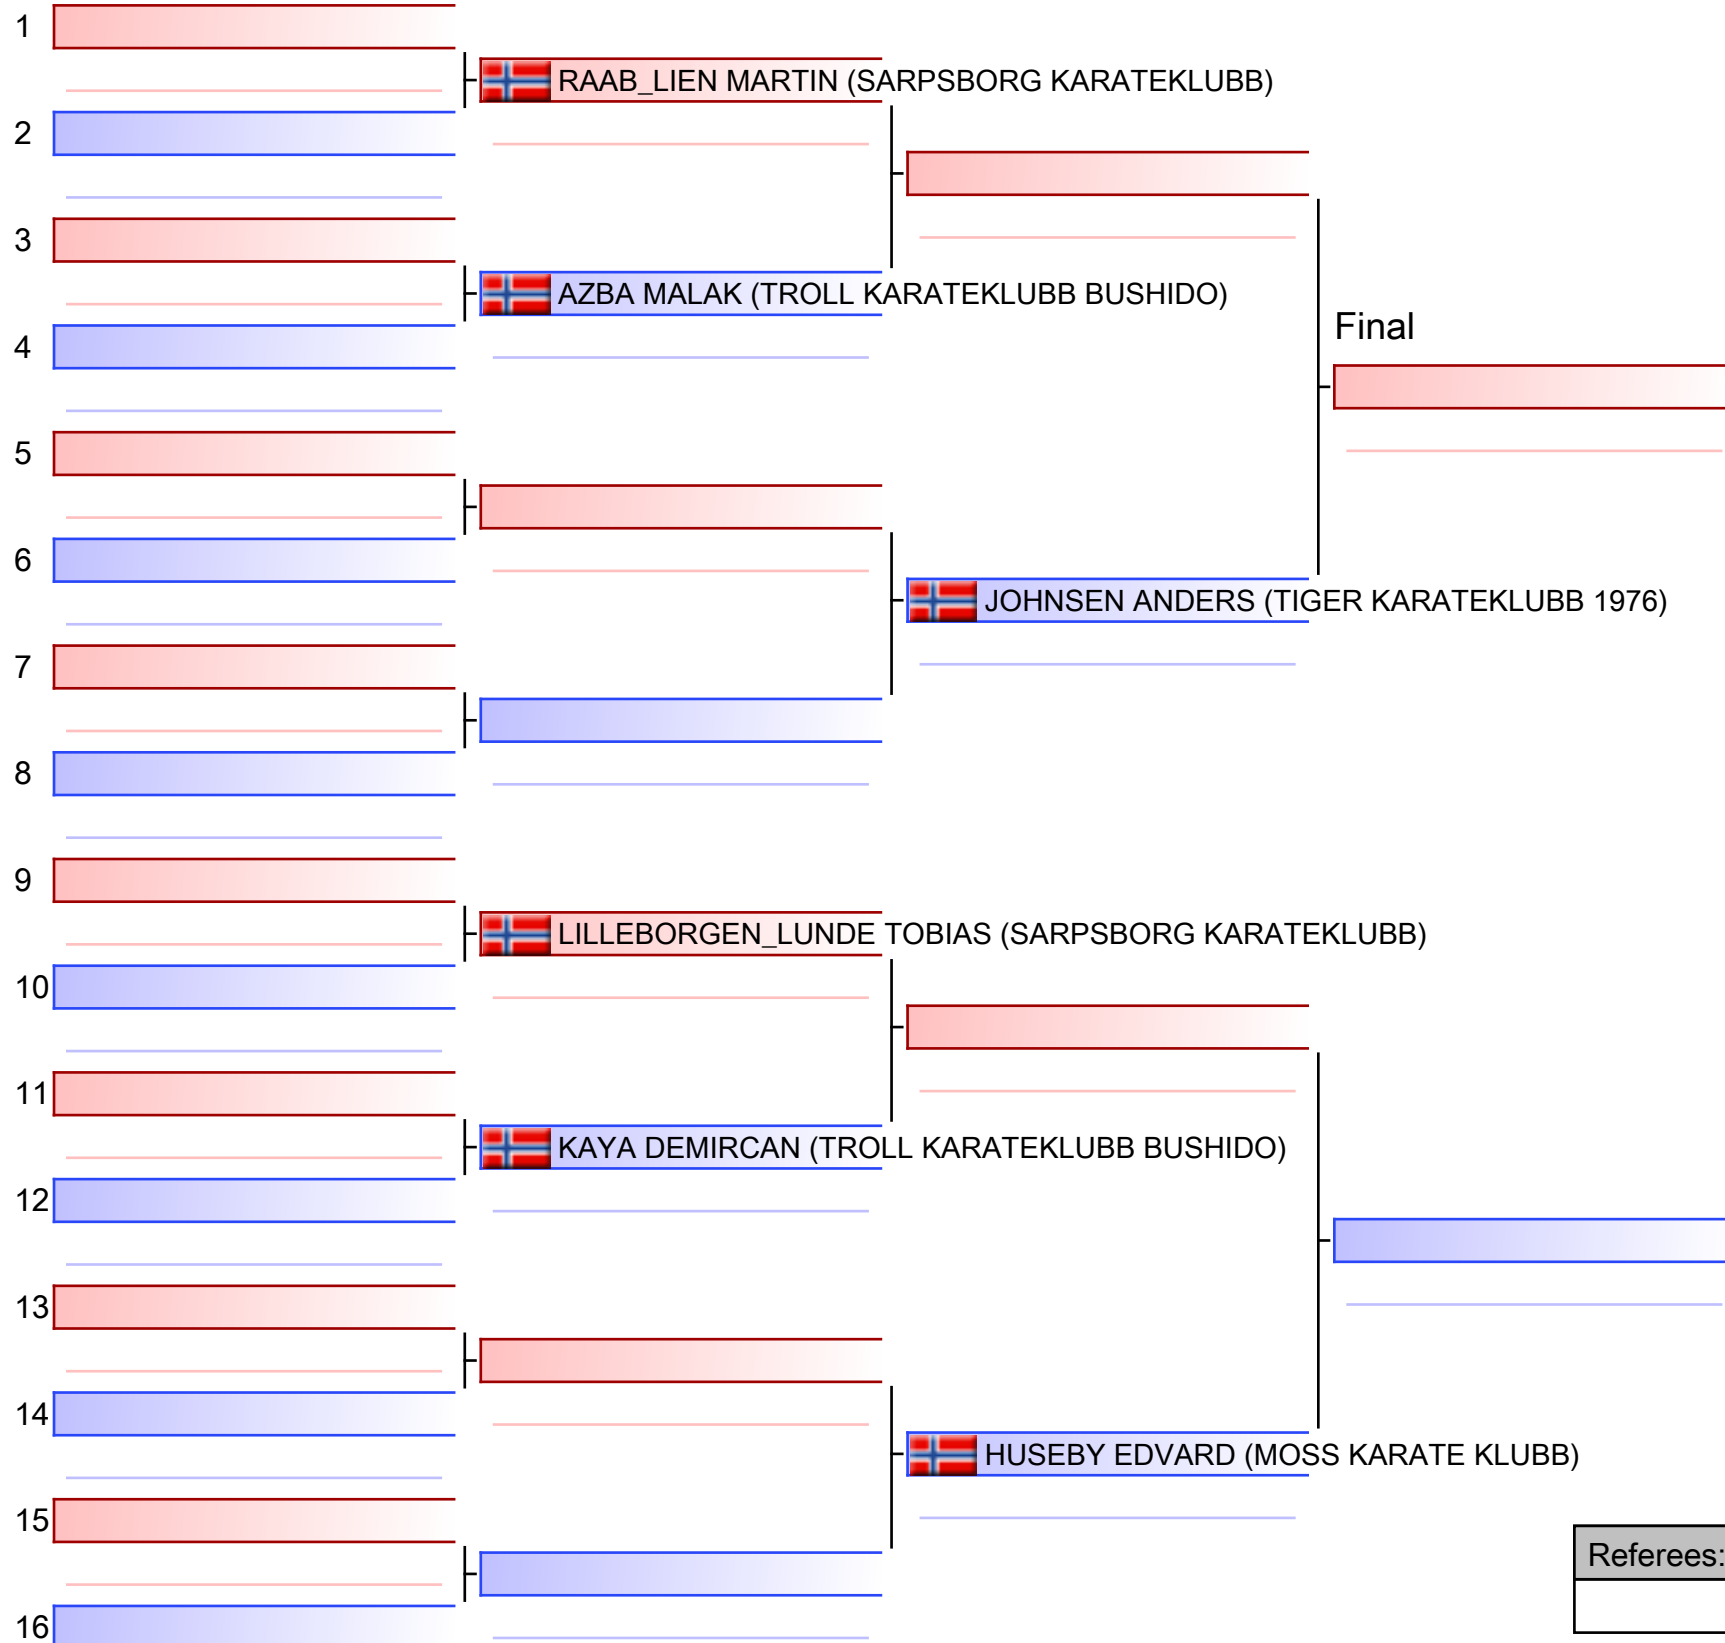 1
RAAB_LIEN MARTIN (SARPSBORG KARATEKLUBB)
2
3
AZBA MALAK (TROLL KARATEKLUBB BUSHIDO)
4
Final
5
6
JOHNSEN ANDERS (TIGER KARATEKLUBB 1976)
7
8
9
LILLEBORGEN_LUNDE TOBIAS (SARPSBORG KARATEKLUBB)
10
11
KAYA DEMIRCAN (TROLL KARATEKLUBB BUSHIDO)
12
13
14
HUSEBY EDVARD (MOSS KARATE KLUBB)
15
Referees:
16